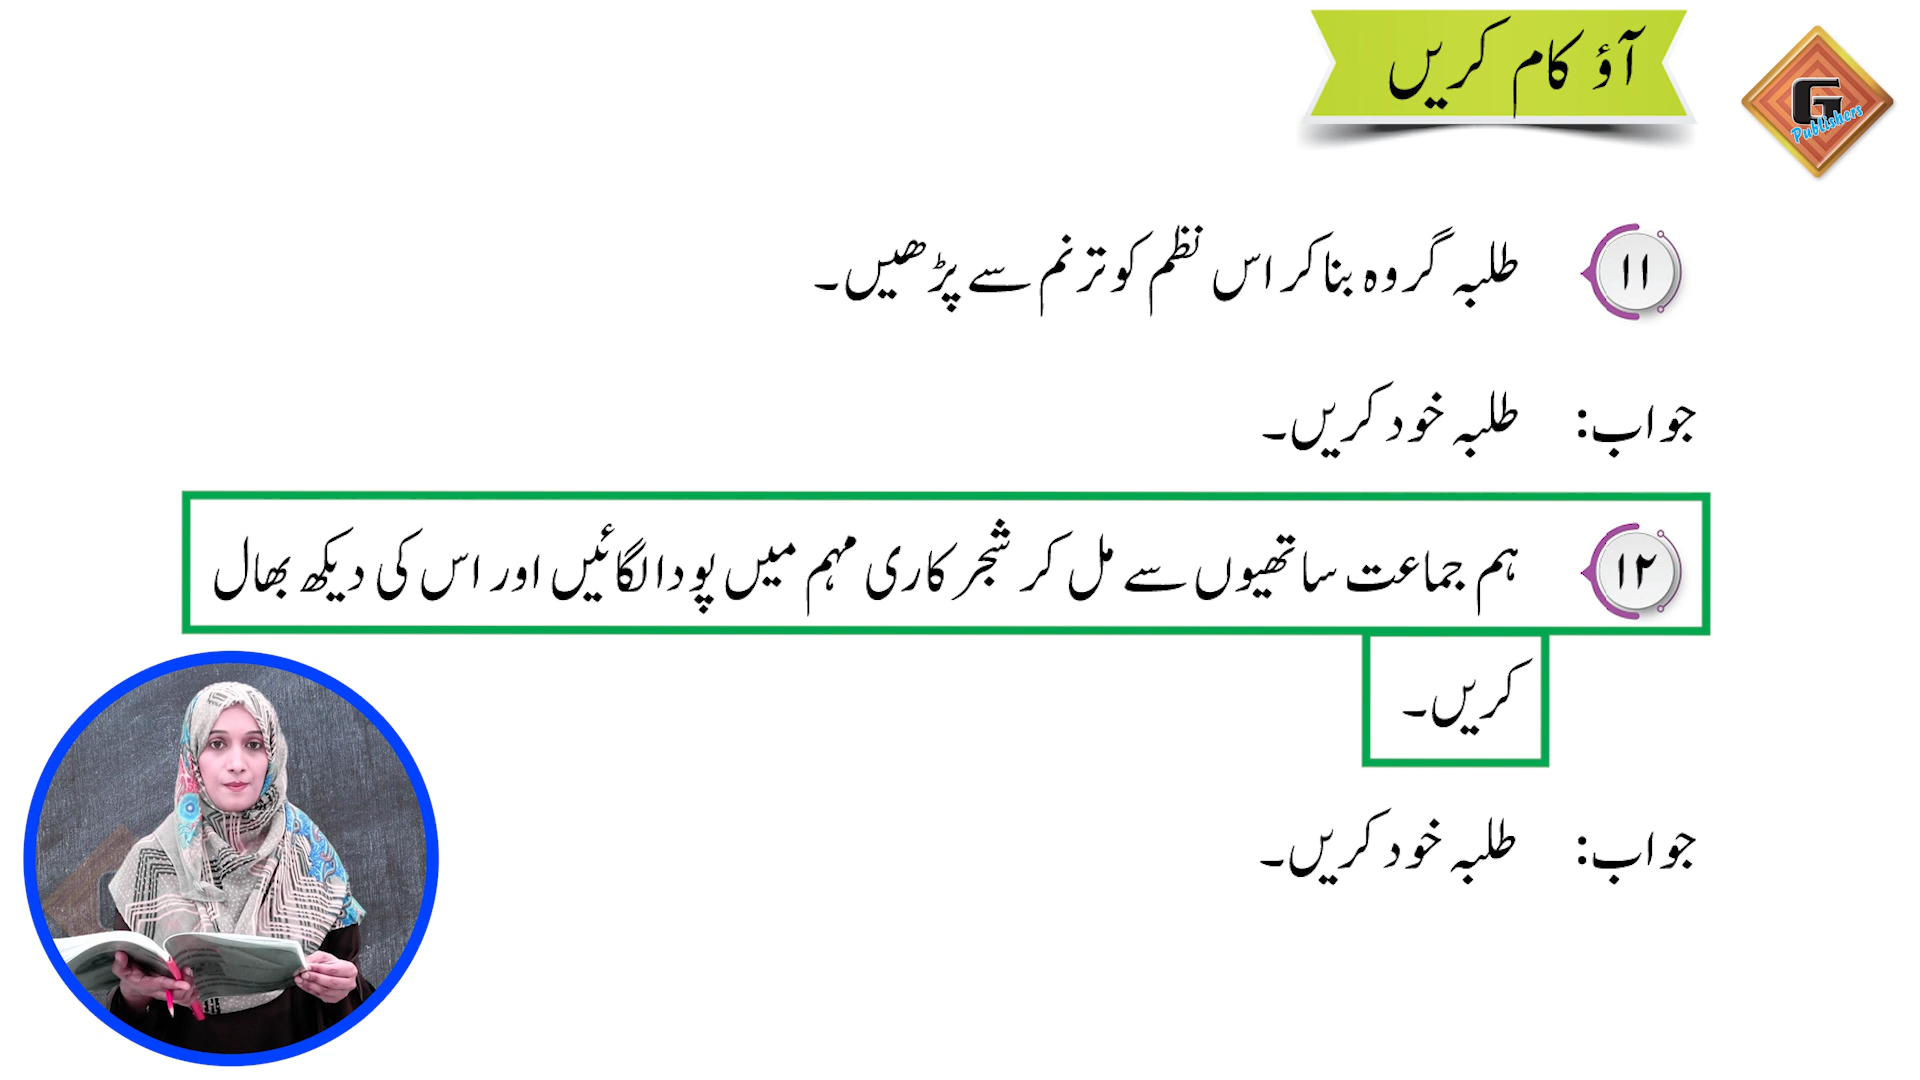 آؤ کام کریں
G
Publishers
۱۱ طلبہ گروہ بنا کر اس نظم کو ترنم سے پڑھیں۔
جواب: طلبہ خود کریں۔
۱۲ ہم جماعت ساتھیوں سے مل کر شجر کاری مہم میں پودا لگائیں اور اس کی دیکھ بھال
کریں۔
جواب: طلبہ خود کریں۔